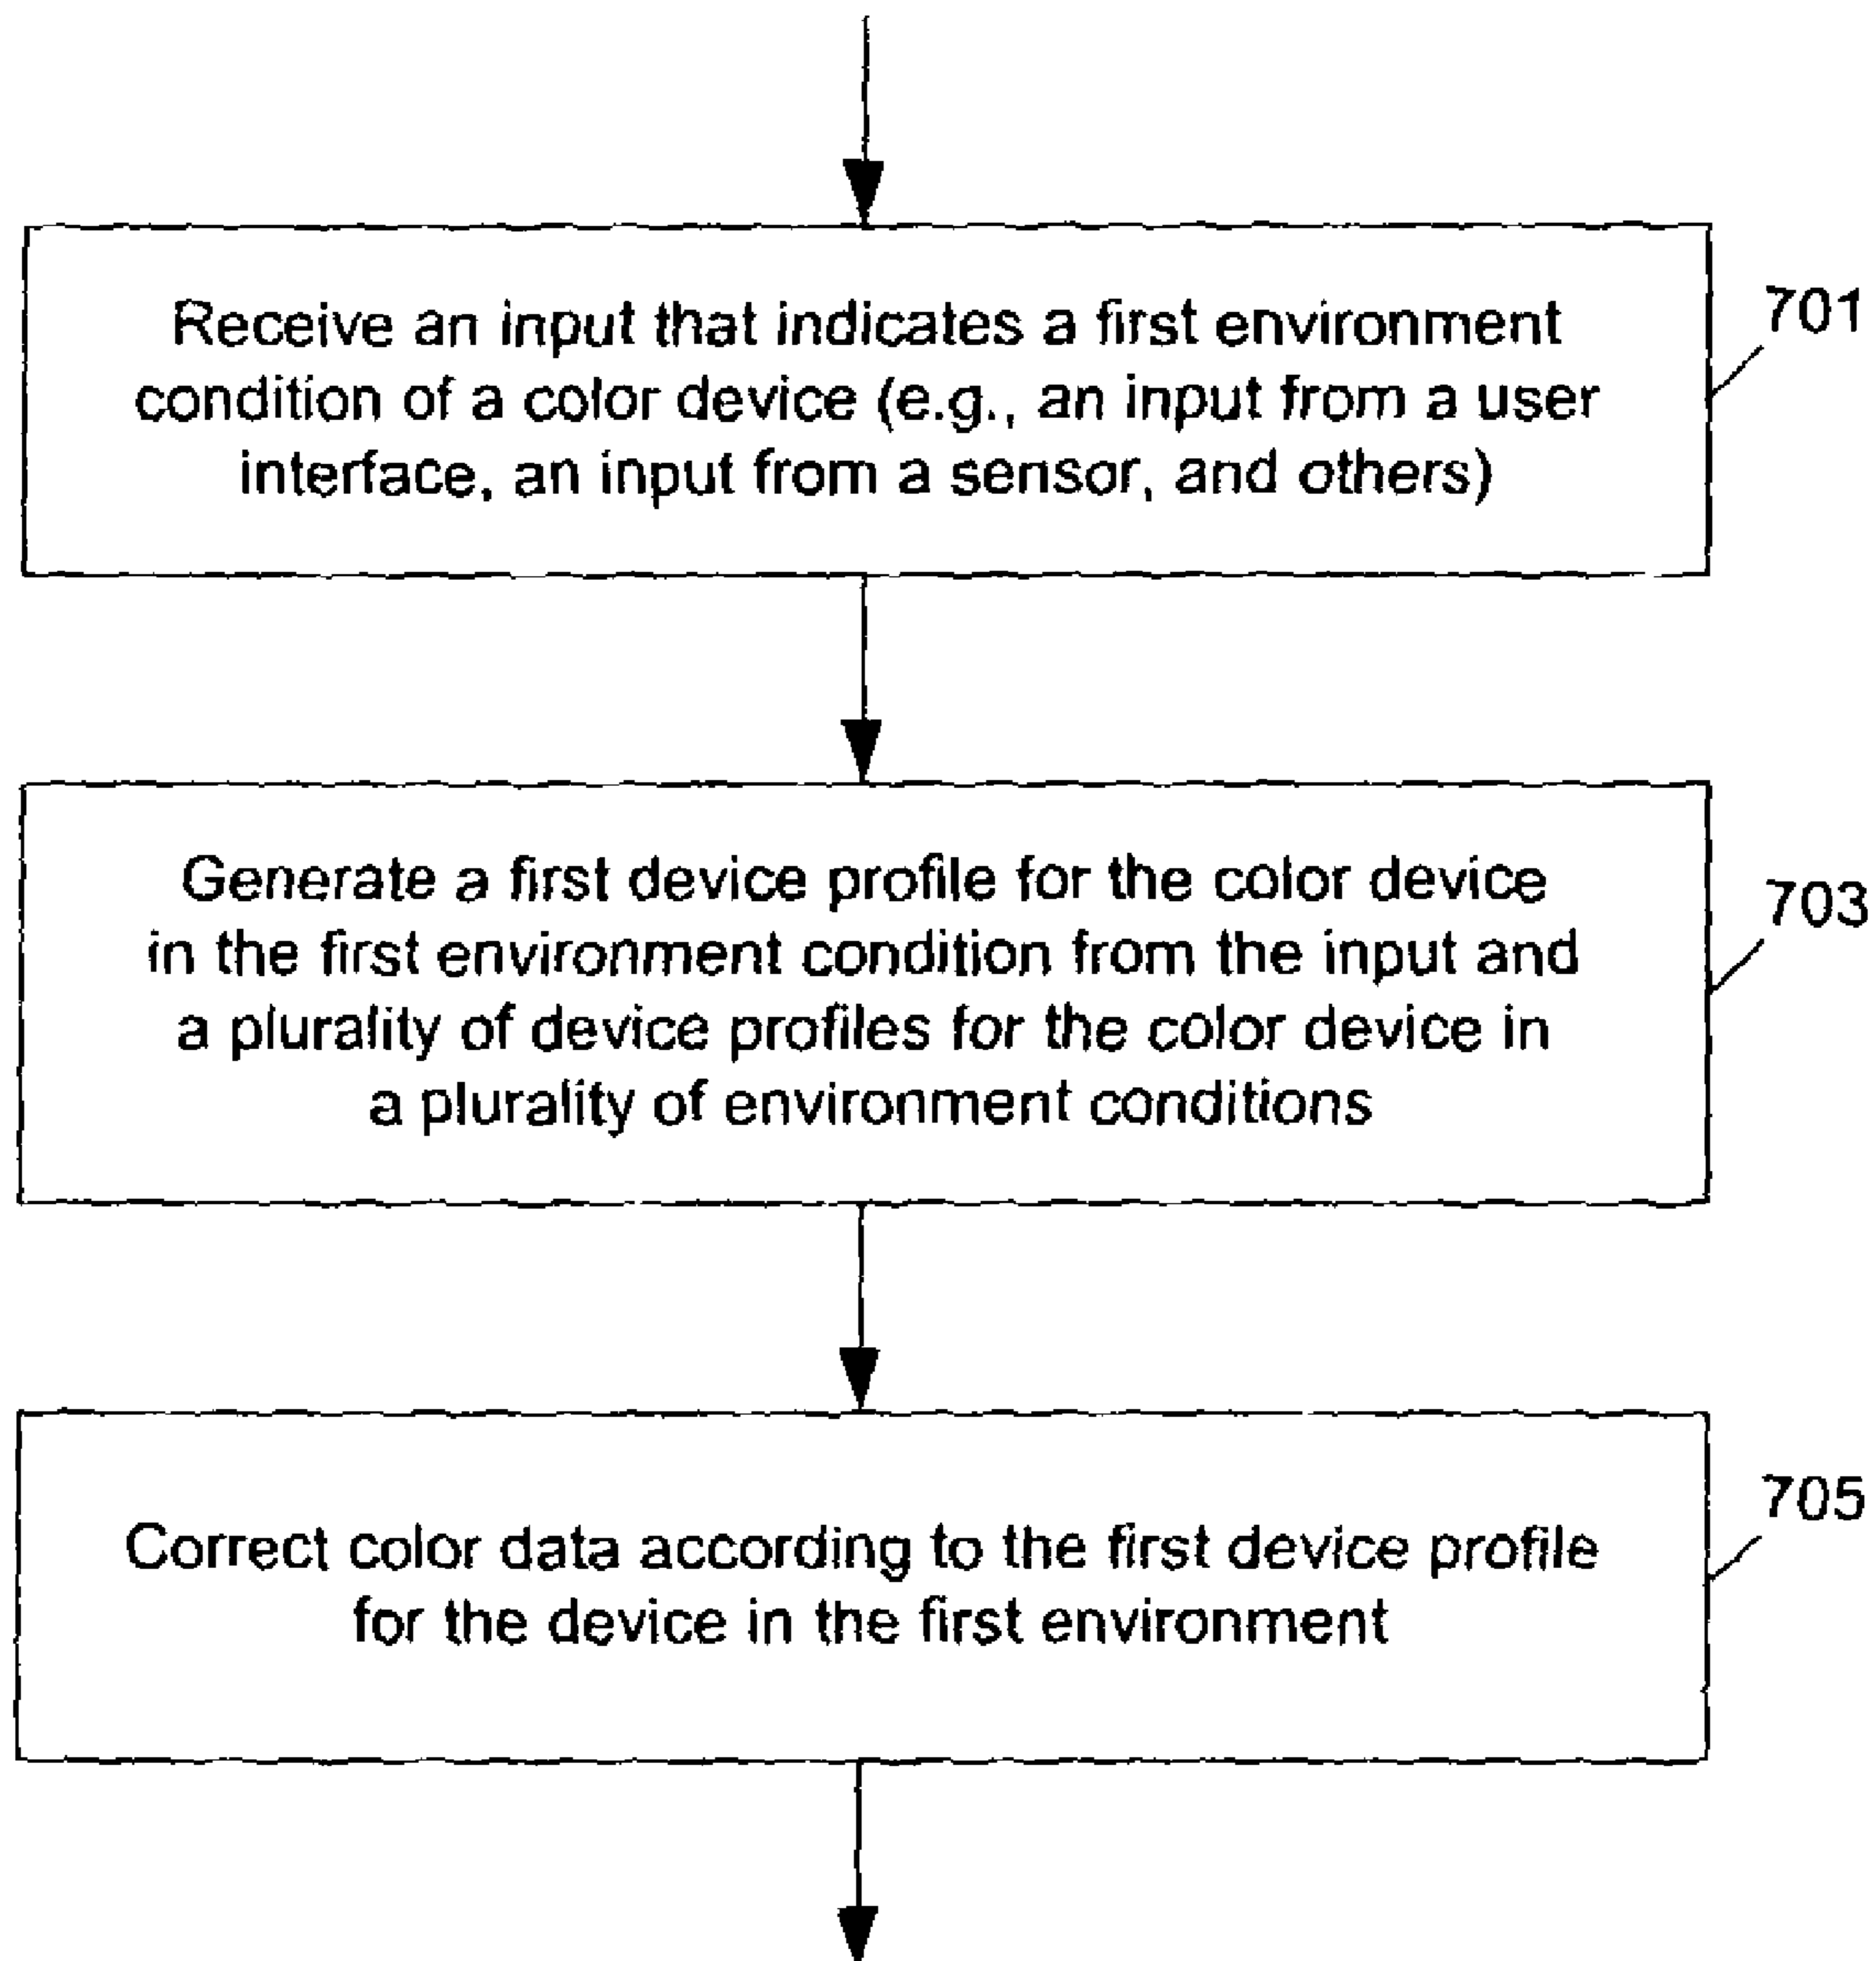 Receive an input that indicates a first environment
condition of a color device (e.g., an input from a user
interface, an input from a sensor, and others)
701
Generate a first device profile for the color device
in the first environment condition from the input and
a plurality of device profiles for the color device in
a plurality of environment conditions
703
Correct color data according to the first device profile
for the device in the first environment
705